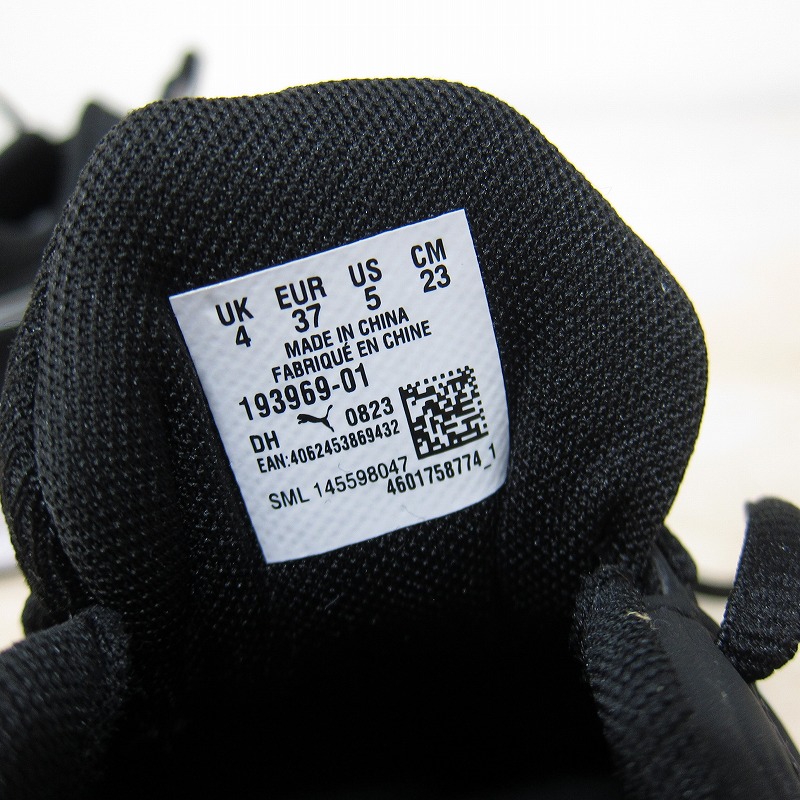 UK EUR US CM
4 37 5 23
MADE IN CHINA
FABRIQUÉ EN CHINE
193969-01
DH 0823
EAN:4062453869432
SML 145598047
4601758774_1